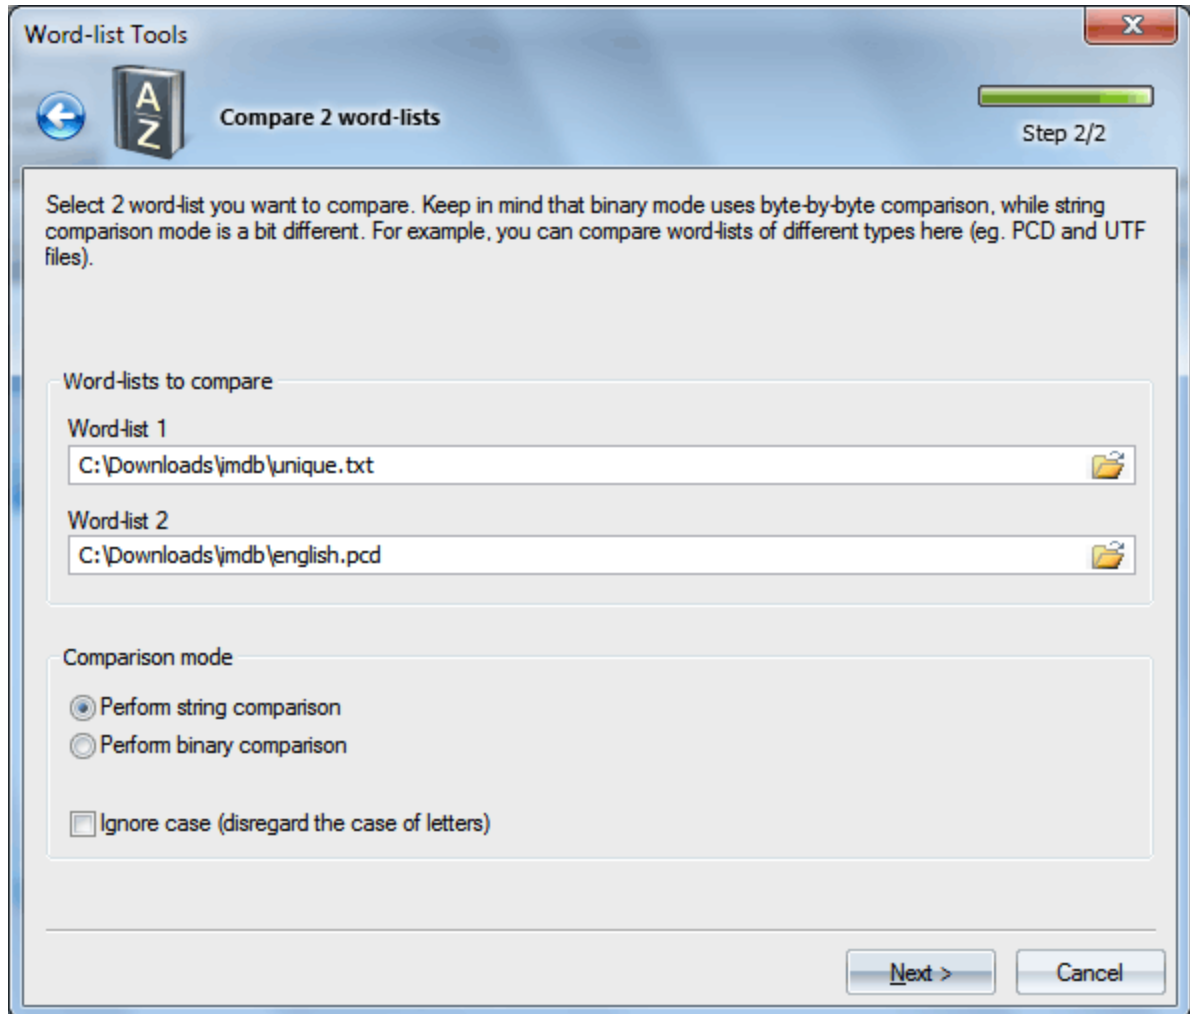 Word-list Tools
A
Z
Compare 2 word-lists
Step 2/2
Select 2 word-list you want to compare. Keep in mind that binary mode uses byte-by-byte comparison, while string
comparison mode is a bit different. For example, you can compare word-lists of different types here (eg. PCD and UTF
files).
Word-lists to compare
Word-list 1
C:\Downloads\imdb\unique.txt
Word-list 2
C:\Downloads\imdb\english.pcd
Comparison mode
Perform string comparison
Perform binary comparison
Ignore case (disregard the case of letters)
Next >
Cancel